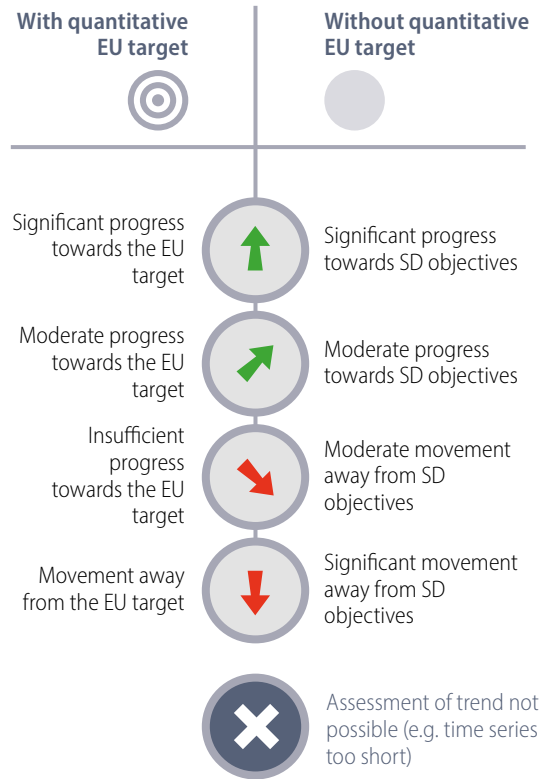 With quantitative
EU target
Without quantitative
EU target
Significant progress
towards the EU
target
Significant progress
towards SD objectives
Moderate progress
towards the EU
target
Moderate progress
towards SD objectives
Insufficient
progress
towards the EU
target
Moderate movement
away from SD
objectives
Movement away
from the EU target
Significant movement
away from SD
objectives
Assessment of trend not
possible (e.g. time series
too short)